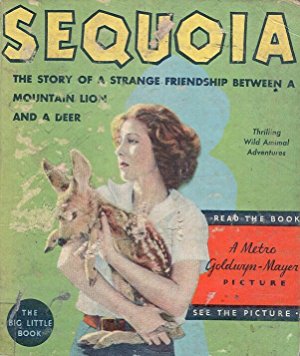 SEQUOIA
THE STORY OF A STRANGE FRIENDSHIP BETWEEN A
MOUNTAIN LION
AND A DEER
Thrilling
Wild Animal
Adventures
READ THE BOOK
A Metro
Goldwyn-Mayer
PICTURE
SEE THE PICTURE
THE
BIG LITTLE
BOOK